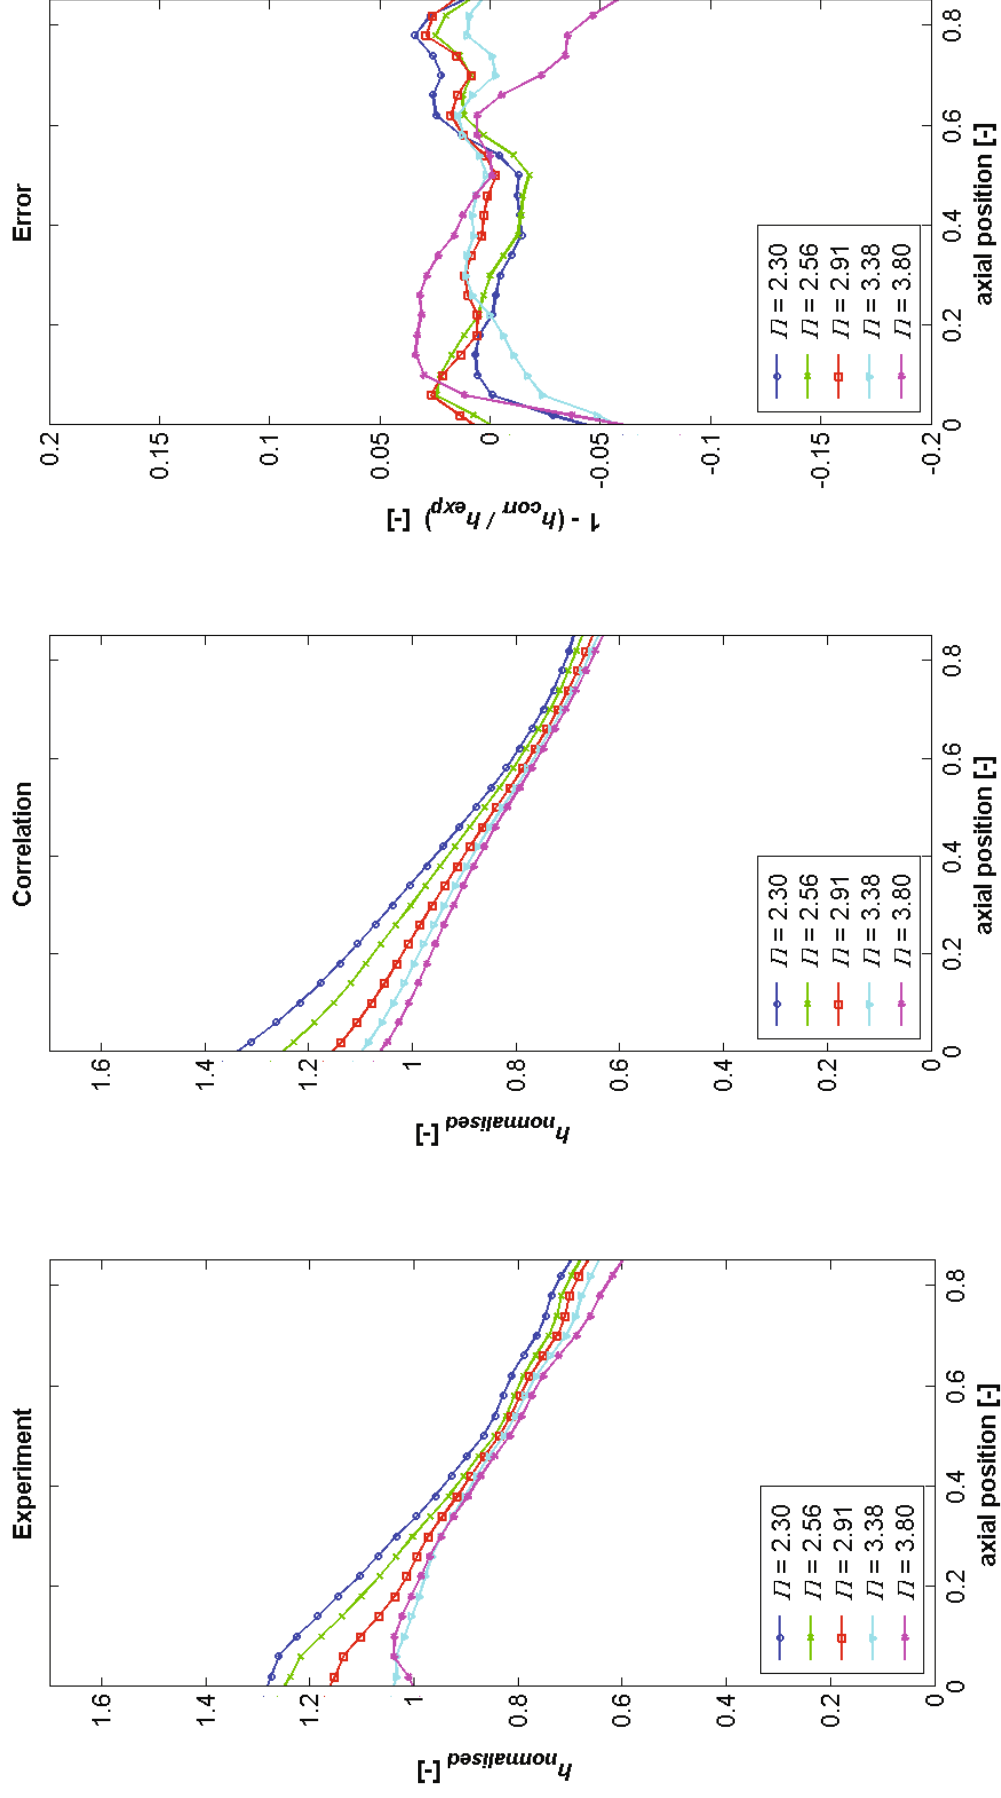 Experiment
h normalised [-]
1.6
1.4
1.2
1
0.8
0.6
0.4
0.2
0
0
0.2
0.4
0.6
0.8
axial position [-]
Π = 2.30
Π = 2.56
Π = 2.91
Π = 3.38
Π = 3.80
Correlation
h normalised [-]
1.6
1.4
1.2
1
0.8
0.6
0.4
0.2
0
0
0.2
0.4
0.6
0.8
axial position [-]
Π = 2.30
Π = 2.56
Π = 2.91
Π = 3.38
Π = 3.80
Error
1 - (h corr / h exp) [-]
0.2
0.15
0.1
0.05
0
-0.05
-0.1
-0.15
-0.2
0
0.2
0.4
0.6
0.8
axial position [-]
Π = 2.30
Π = 2.56
Π = 2.91
Π = 3.38
Π = 3.80